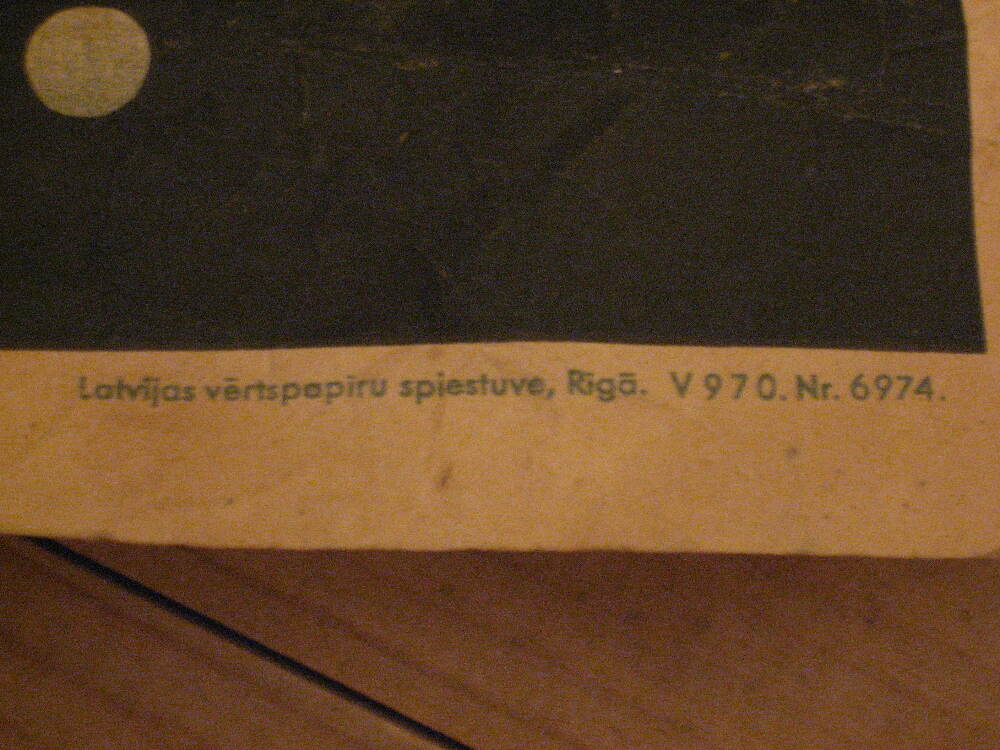 Latvijas vērtspapīru spiestuve, Rīgā. V 970. Nr. 6974.